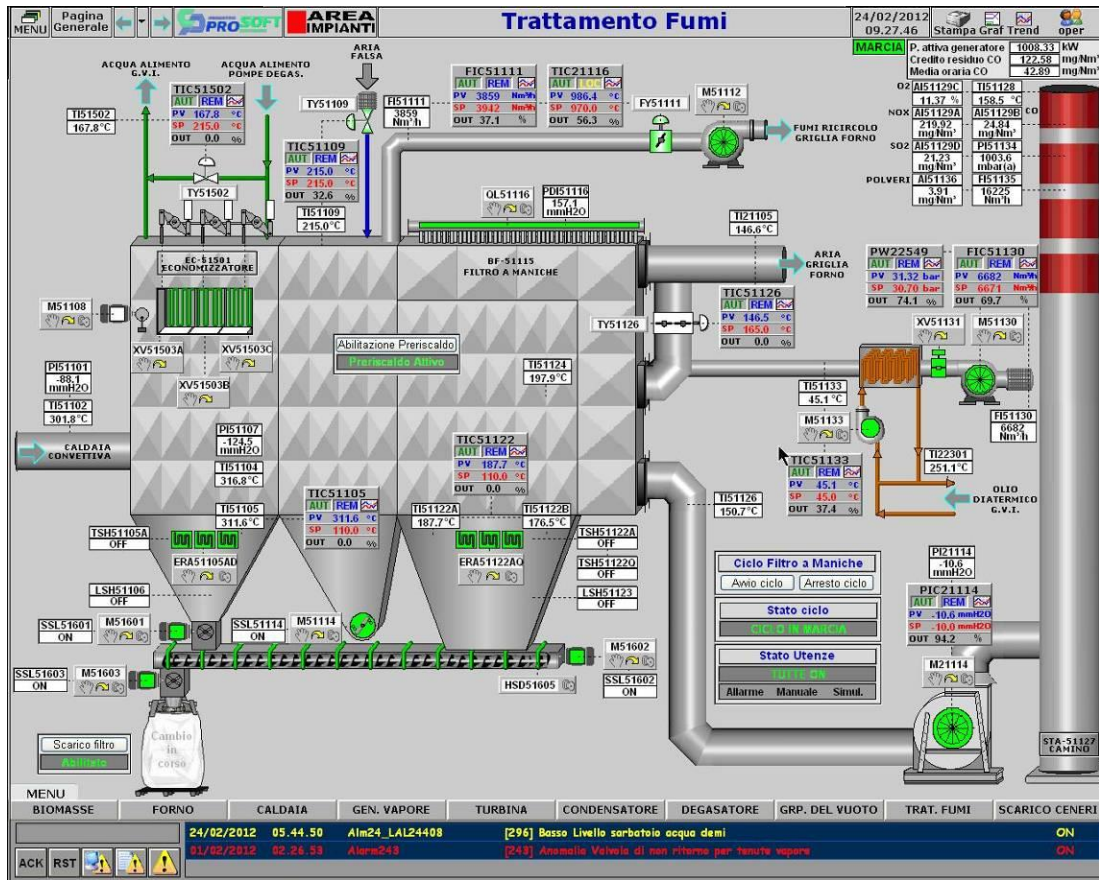 MENU
Pagina Generale
PROSOFT
AREA IMPIANTI
Trattamento Fumi
24/02/2012
09.27.46
Stampa Graf Trend
oper
MARCIA
P. attiva generatore 1008.33 kW
Credito residuo CO 122.58 mg/Nm³
Media oraria CO 42.89 mg/Nm³
ACQUA ALIMENTO G.V.I.
ACQUA ALIMENTO POMPE DEGAS.
ARIA FALSA
TIC51502
AUT REM
PV 167.8 °C
SP 215.0 °C
OUT 0.0 %
TI51502
167.8°C
TY51502
TY51109
FI51111
3859
Nm³h
TIC51109
AUT REM
PV 215.0 °C
SP 215.0 °C
OUT 32.6 %
TI51109
215.0°C
FIC51111
AUT REM
PV 3859 Nm³h
SP 3942 Nm³h
OUT 37.1 %
TIC21116
AUT LOC
PV 986.4 °C
SP 970.0 °C
OUT 56.3 %
FY51111
M51112
FUMI RICIRCOLO
GRIGLIA FORNO
O2 AI51129C
11.37 %
TI51128
158.5 °C
NOX AI51129A
219.92
mg/Nm³
AI51129B CO
24.84
mg/Nm³
SO2 AI51129D
21.23
mg/Nm³
PI51134
1003.6
mbar(a)
POLVERI AI51136
3.91
mg/Nm³
FI51135
16225
Nm³/h
QL51116
PDI51116
157.1
mmH2O
TI21105
146.6°C
ARIA
GRIGLIA
FORNO
EC-51501
ECONOMIZZATORE
BF-51115
FILTRO A MANICHE
M51108
XV51503A
XV51503C
XV51503B
Abilitazione Preriscaldo
Preriscaldo Attivo
TI51124
197.9°C
TIC51126
AUT REM
PV 146.5 °C
SP 165.0 °C
OUT 0.0 %
TY51126
PW22549
AUT REM
PV 31.32 bar
SP 30.70 bar
OUT 74.1 %
FIC51130
AUT REM
PV 6682 Nm³h
SP 6671 Nm³h
OUT 69.7 %
XV51131
M51130
PI51101
-88.1
mmH2O
TI51102
301.8°C
CALDAIA
CONVETTIVA
PI51107
-124.5
mmH2O
TI51104
316.8°C
TI51105
311.6°C
TIC51105
AUT REM
PV 311.6 °C
SP 110.0 °C
OUT 0.0 %
TIC51122
AUT REM
PV 187.7 °C
SP 110.0 °C
OUT 0.0 %
TI51122A
187.7°C
TI51122B
176.5°C
TI51126
150.7°C
TI51133
45.1°C
M51133
TIC51133
AUT REM
PV 45.1 °C
SP 45.0 °C
OUT 37.4 %
FI51130
6682
Nm³h
TI22301
251.1°C
OLIO
DIATERMICO
G.V.I.
TSH51105A
OFF
ERA51105AD
LSH51106
OFF
ERA51122AQ
TSH51122A
OFF
TSH51122Q
OFF
LSH51123
OFF
SSL51601
ON
M51601
SSL51114
ON
M51114
M51602
SSL51602
ON
SSL51603
ON
M51603
HSD51605
Cambio
in
corso
Scarico filtro
Abilitato
Ciclo Filtro a Maniche
Avvio ciclo
Arresto ciclo
Stato ciclo
CICLO IN MARCIA
Stato Utenze
TUTTE ON
Allarme Manuale Simul.
PI21114
-10.6
mmH2O
PIC21114
AUT REM
PV -10.6 mmH2O
SP -10.0 mmH2O
OUT 94.2 %
M21114
STA-51127
CAMINO
MENU
BIOMASSE FORNO CALDAIA GEN. VAPORE TURBINA CONDENSATORE DEGASATORE GRP. DEL VUOTO TRAT. FUMI SCARICO CENERI
24/02/2012 05.44.50 Alm24_LAL24408 [296] Basso Livello sarbatoio acqua demi ON
01/02/2012 02.26.53 Alarm243 [243] Anomalia Valvola di non ritorno per tenute vapore ON
ACK RST